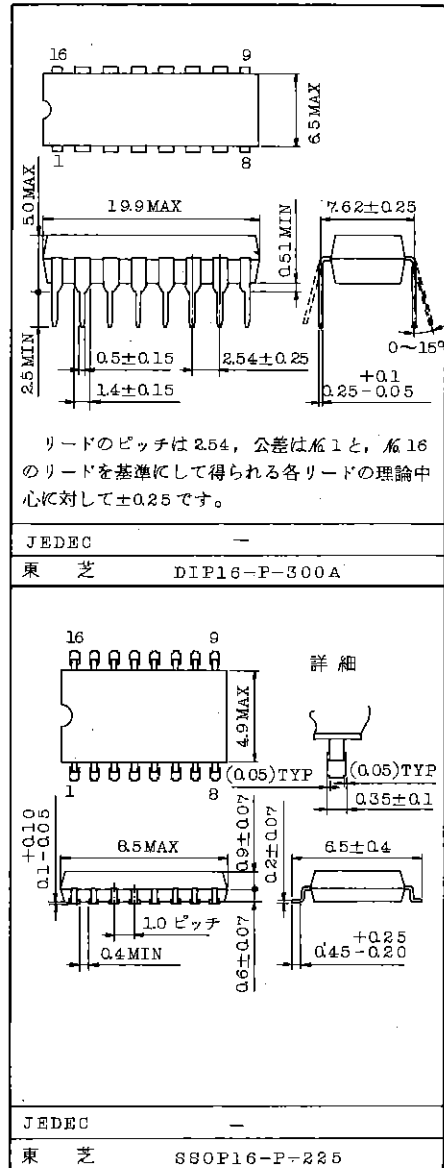 16 9
6.5MAX
1 8
5.0MAX
19.9MAX
0.51MIN
7.62±0.25
2.5MIN
0.5±0.15
2.54±0.25
1.4±0.15
0~15°
+0.1
0.25-0.05
リードのピッチは2.54,公差は№1と,№16
のリードを基準にして得られる各リードの理論中
心に対して±0.25です。
JEDEC —
東 芝 DIP16-P-300A
16 9
詳細
4.9MAX
1 8
(0.05)TYP (0.05)TYP
0.35±0.1
+0.10
0.1-0.05
8.5MAX
0.9±0.07
0.2±0.07
6.5±0.4
1.0 ピッチ
0.4MIN
0.6±0.07
+0.25
0.45-0.20
JEDEC —
東 芝 SSOP16-P-225